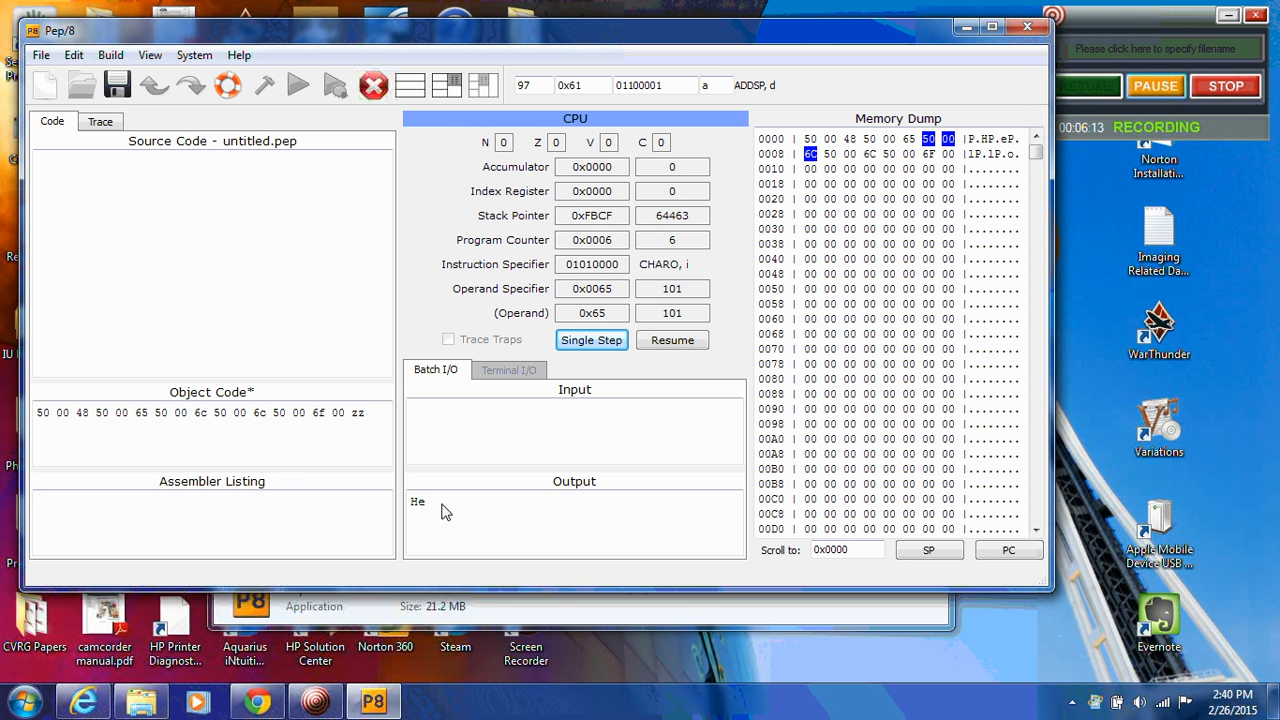 Pep/8
Please click here to specify filename
File Edit Build View System Help
97 0x61 01100001 a ADDSP, d
RESUME PAUSE STOP
00:06:13 RECORDING
Code Trace
CPU
Memory Dump
Source Code - untitled.pep
N 0 Z 0 V 0 C 0
Accumulator 0x0000 0
Index Register 0x0000 0
Stack Pointer 0xFBCF 64463
Program Counter 0x0006 6
Instruction Specifier 01010000 CHARO, i
Operand Specifier 0x0065 101
(Operand) 0x65 101
Trace Traps Single Step Resume
Batch I/O Terminal I/O
Input
Output
He
Object Code*
50 00 48 50 00 65 50 00 6c 50 00 6c 50 00 6f 00 zz
Assembler Listing
0000 | 50 00 48 50 00 65 50 00 |P.HP.eP.
0008 | 6C 50 00 6C 50 00 6F 00 |lP.lP.o.
0010 | 00 00 00 00 00 00 00 00 |........
0018 | 00 00 00 00 00 00 00 00 |........
0020 | 00 00 00 00 00 00 00 00 |........
0028 | 00 00 00 00 00 00 00 00 |........
0030 | 00 00 00 00 00 00 00 00 |........
0038 | 00 00 00 00 00 00 00 00 |........
0040 | 00 00 00 00 00 00 00 00 |........
0048 | 00 00 00 00 00 00 00 00 |........
0050 | 00 00 00 00 00 00 00 00 |........
0058 | 00 00 00 00 00 00 00 00 |........
0060 | 00 00 00 00 00 00 00 00 |........
0068 | 00 00 00 00 00 00 00 00 |........
0070 | 00 00 00 00 00 00 00 00 |........
0078 | 00 00 00 00 00 00 00 00 |........
0080 | 00 00 00 00 00 00 00 00 |........
0088 | 00 00 00 00 00 00 00 00 |........
0090 | 00 00 00 00 00 00 00 00 |........
0098 | 00 00 00 00 00 00 00 00 |........
00A0 | 00 00 00 00 00 00 00 00 |........
00A8 | 00 00 00 00 00 00 00 00 |........
00B0 | 00 00 00 00 00 00 00 00 |........
00B8 | 00 00 00 00 00 00 00 00 |........
00C0 | 00 00 00 00 00 00 00 00 |........
00C8 | 00 00 00 00 00 00 00 00 |........
00D0 | 00 00 00 00 00 00 00 00 |........
Scroll to: 0x0000 SP PC
Norton
Installati...
Imaging
Related Da...
WarThunder
Variations
Apple Mobile
Device USB ...
Evernote
P8 Application Size: 21.2 MB
CVRG Papers
camcorder
manual.pdf
HP Printer
Diagnost...
Aquarius
iNtuiti...
HP Solution
Center
Norton 360
Steam
Screen
Recorder
P8
2:40 PM
2/26/2015